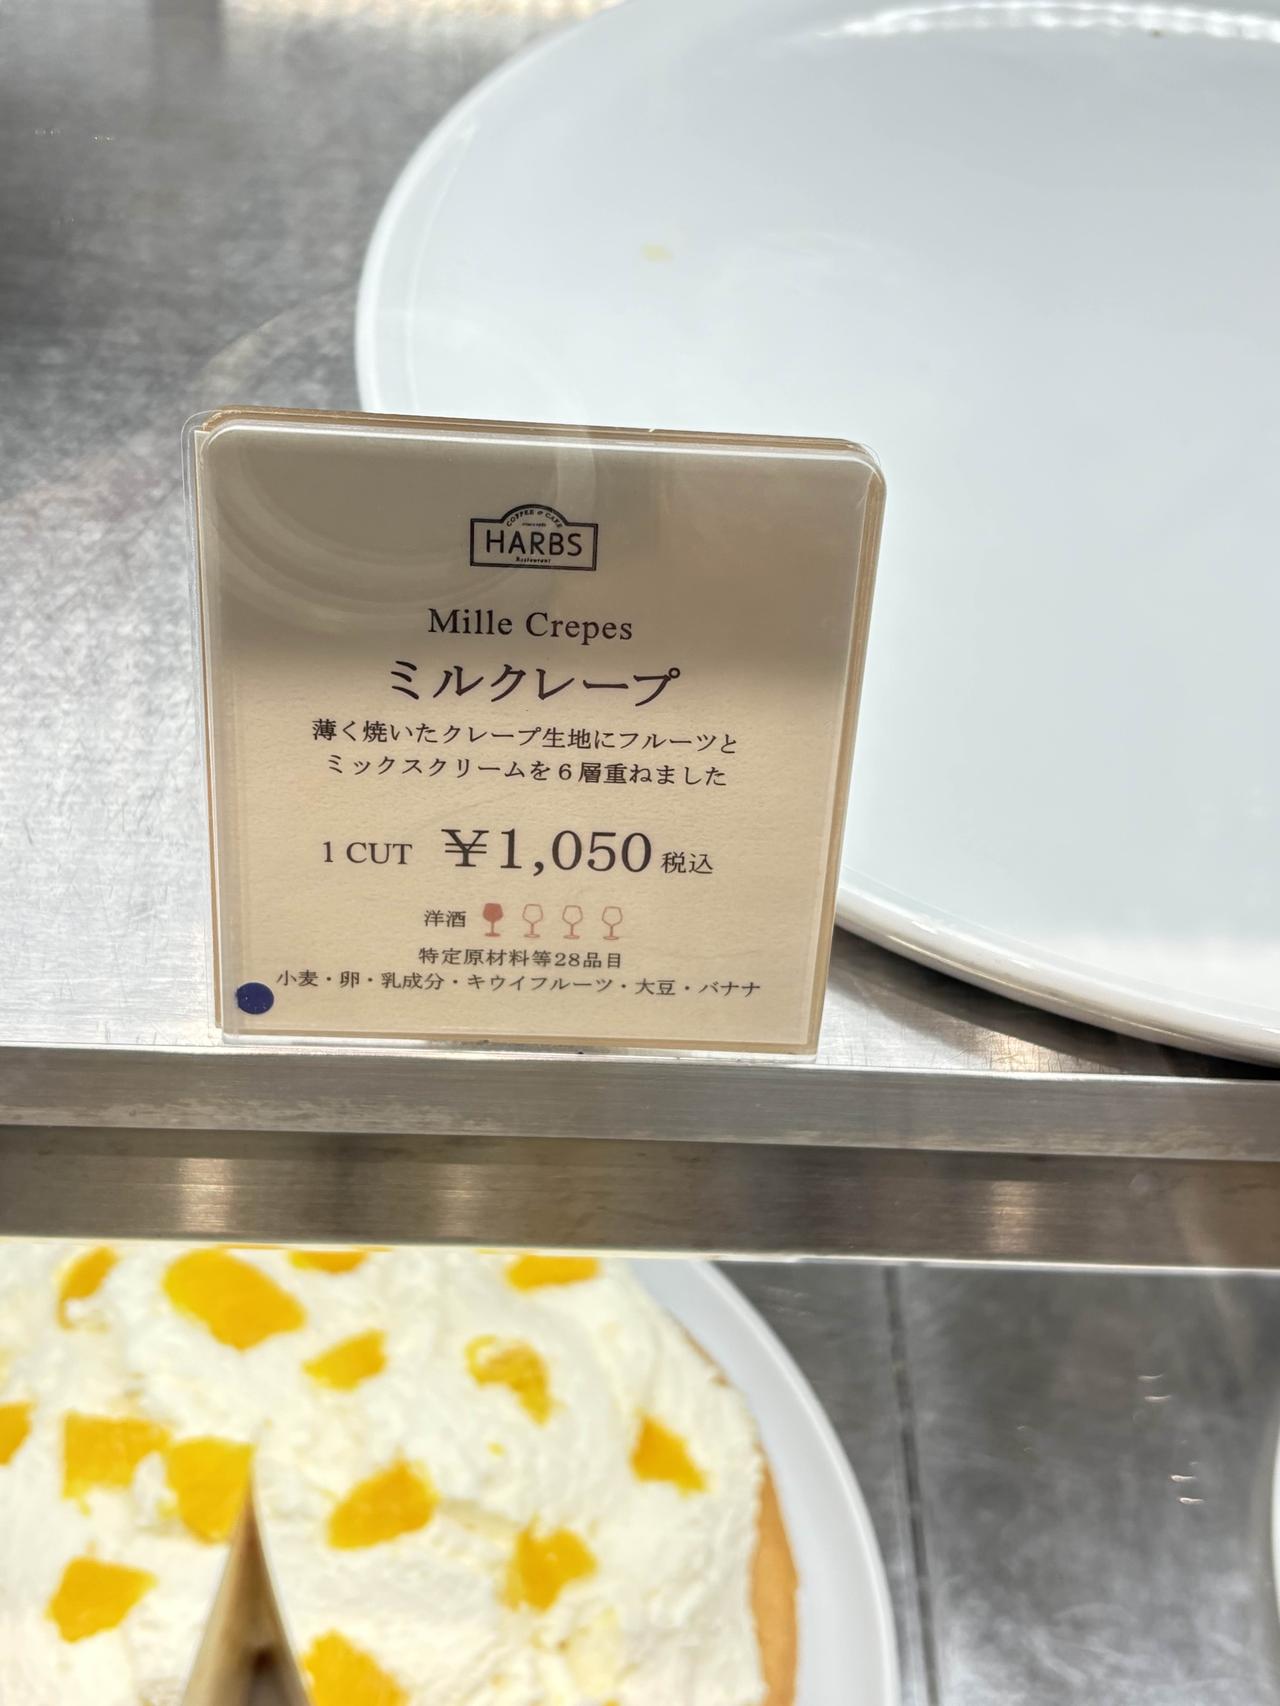 COFFEE & CAFE
HARBS
Restaurant
Mille Crepes
ミルクレープ
薄く焼いたクレープ生地にフルーツと
ミックスクリームを6層重ねました
1 CUT ¥1,050 税込
洋酒
特定原材料等28品目
小麦・卵・乳成分・キウイフルーツ・大豆・バナナ